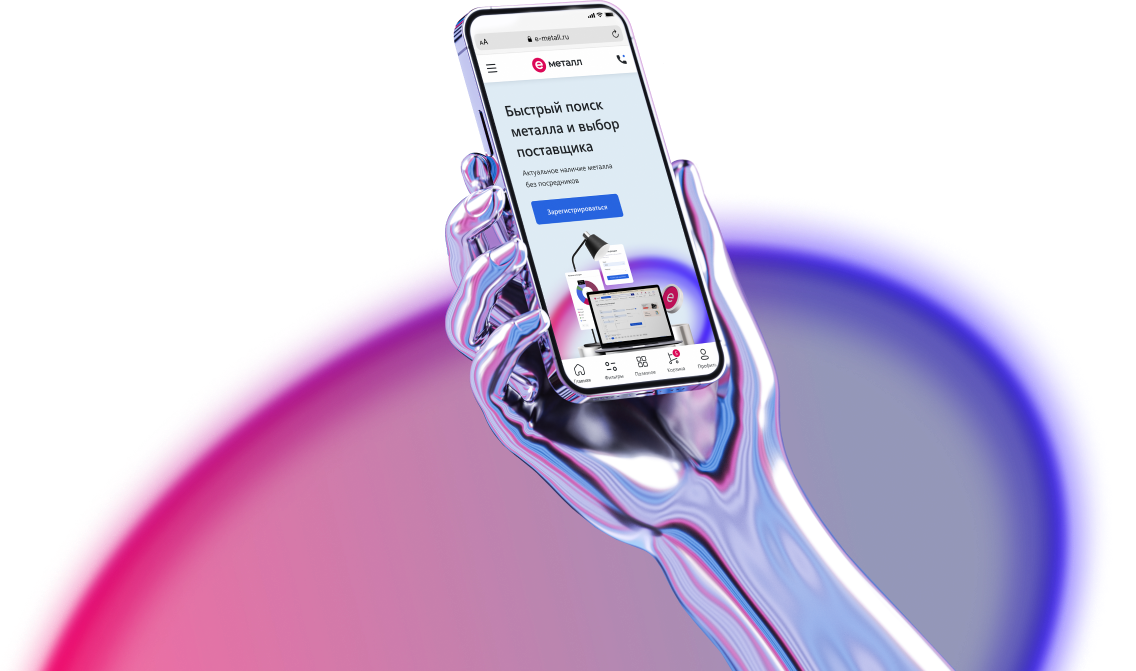 AA e-metall.ru
e металл
Быстрый поиск
металла и выбор
поставщика
Актуальное наличие металла
без посредников
Зарегистрироваться
e
Главная Фильтры Корзина Профиль